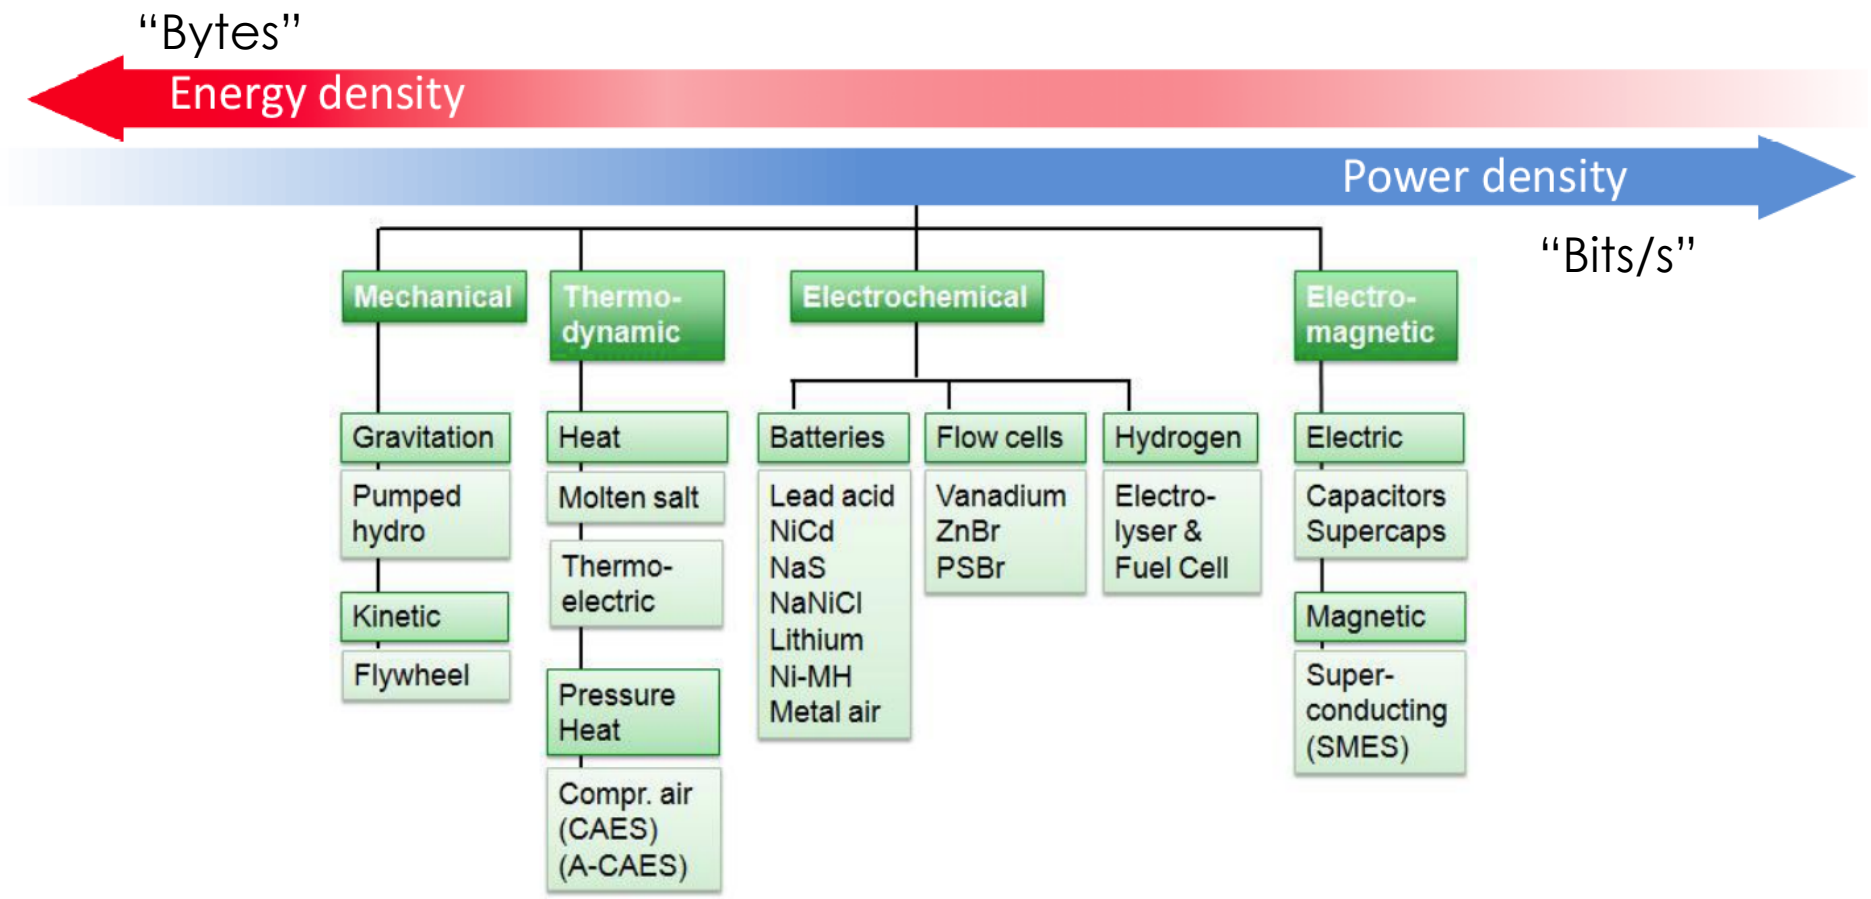 “Bytes”
Energy density
Power density
“Bits/s”
Mechanical
Gravitation
Pumped
hydro
Kinetic
Flywheel
Thermo-
dynamic
Heat
Molten salt
Thermo-
electric
Pressure
Heat
Compr. air
(CAES)
(A-CAES)
Electrochemical
Batteries
Lead acid
NiCd
NaS
NaNiCl
Lithium
Ni-MH
Metal air
Flow cells
Vanadium
ZnBr
PSBr
Hydrogen
Electro-
lyser &
Fuel Cell
Electro-
magnetic
Electric
Capacitors
Supercaps
Magnetic
Super-
conducting
(SMES)